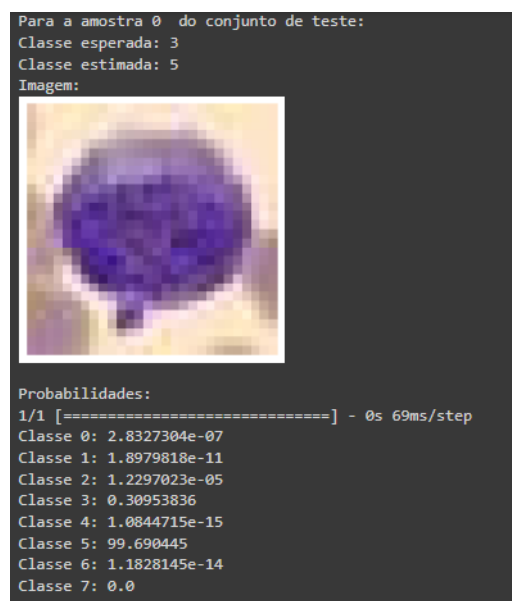 Para a amostra 0  do conjunto de teste:
Classe esperada: 3
Classe estimada: 5
Imagem:
Probabilidades:
1/1 [==============================] - 0s 69ms/step
Classe 0: 2.8327304e-07
Classe 1: 1.8979818e-11
Classe 2: 1.2297023e-05
Classe 3: 0.30953836
Classe 4: 1.0844715e-15
Classe 5: 99.690445
Classe 6: 1.1828145e-14
Classe 7: 0.0